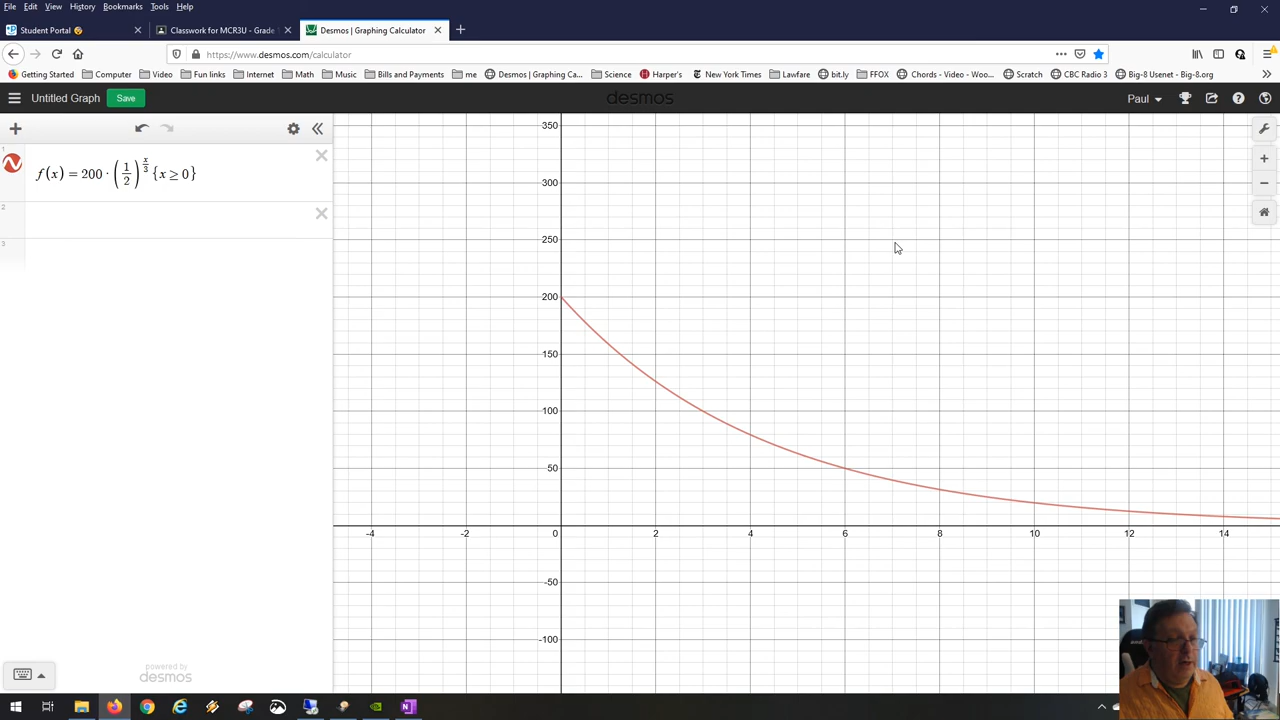 File Edit View History Bookmarks Tools Help
Student Portal
Classwork for MCR3U - Grade
Desmos | Graphing Calculator
https://www.desmos.com/calculator
Getting Started Computer Video Fun links Internet Math Music Bills and Payments me Desmos | Graphing Ca... Science Harper's New York Times Lawfare bit.ly FFOX Chords - Video - Woo... Scratch CBC Radio 3 Big-8 Usenet - Big-8.org
Untitled Graph Save desmos Paul
1
f(x) = 200 · (1/2)^(x/3) {x ≥ 0}
2
3
350
300
250
200
150
100
50
-4 -2 0 2 4 6 8 10 12 14
-50
-100
powered by
desmos